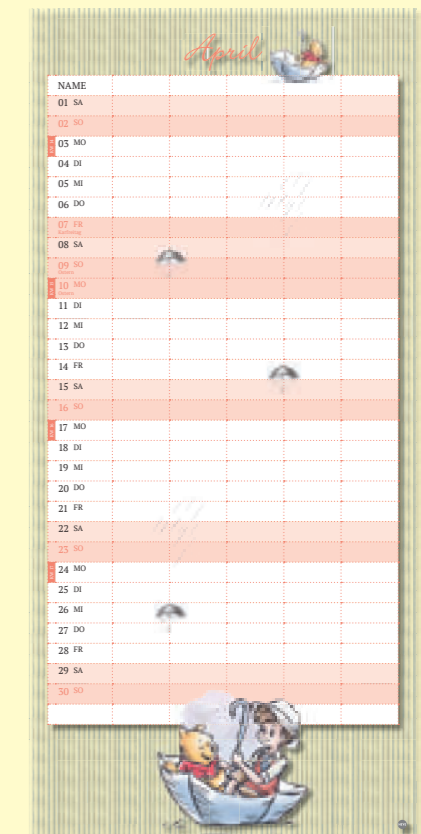 April
NAME
01 SA
02 SO
03 MO
04 DI
05 MI
06 DO
07 FR
Karfreitag
08 SA
09 SO
Ostern
10 MO
Ostern
11 DI
12 MI
13 DO
14 FR
15 SA
16 SO
17 MO
18 DI
19 MI
20 DO
21 FR
22 SA
23 SO
24 MO
25 DI
26 MI
27 DO
28 FR
29 SA
30 SO